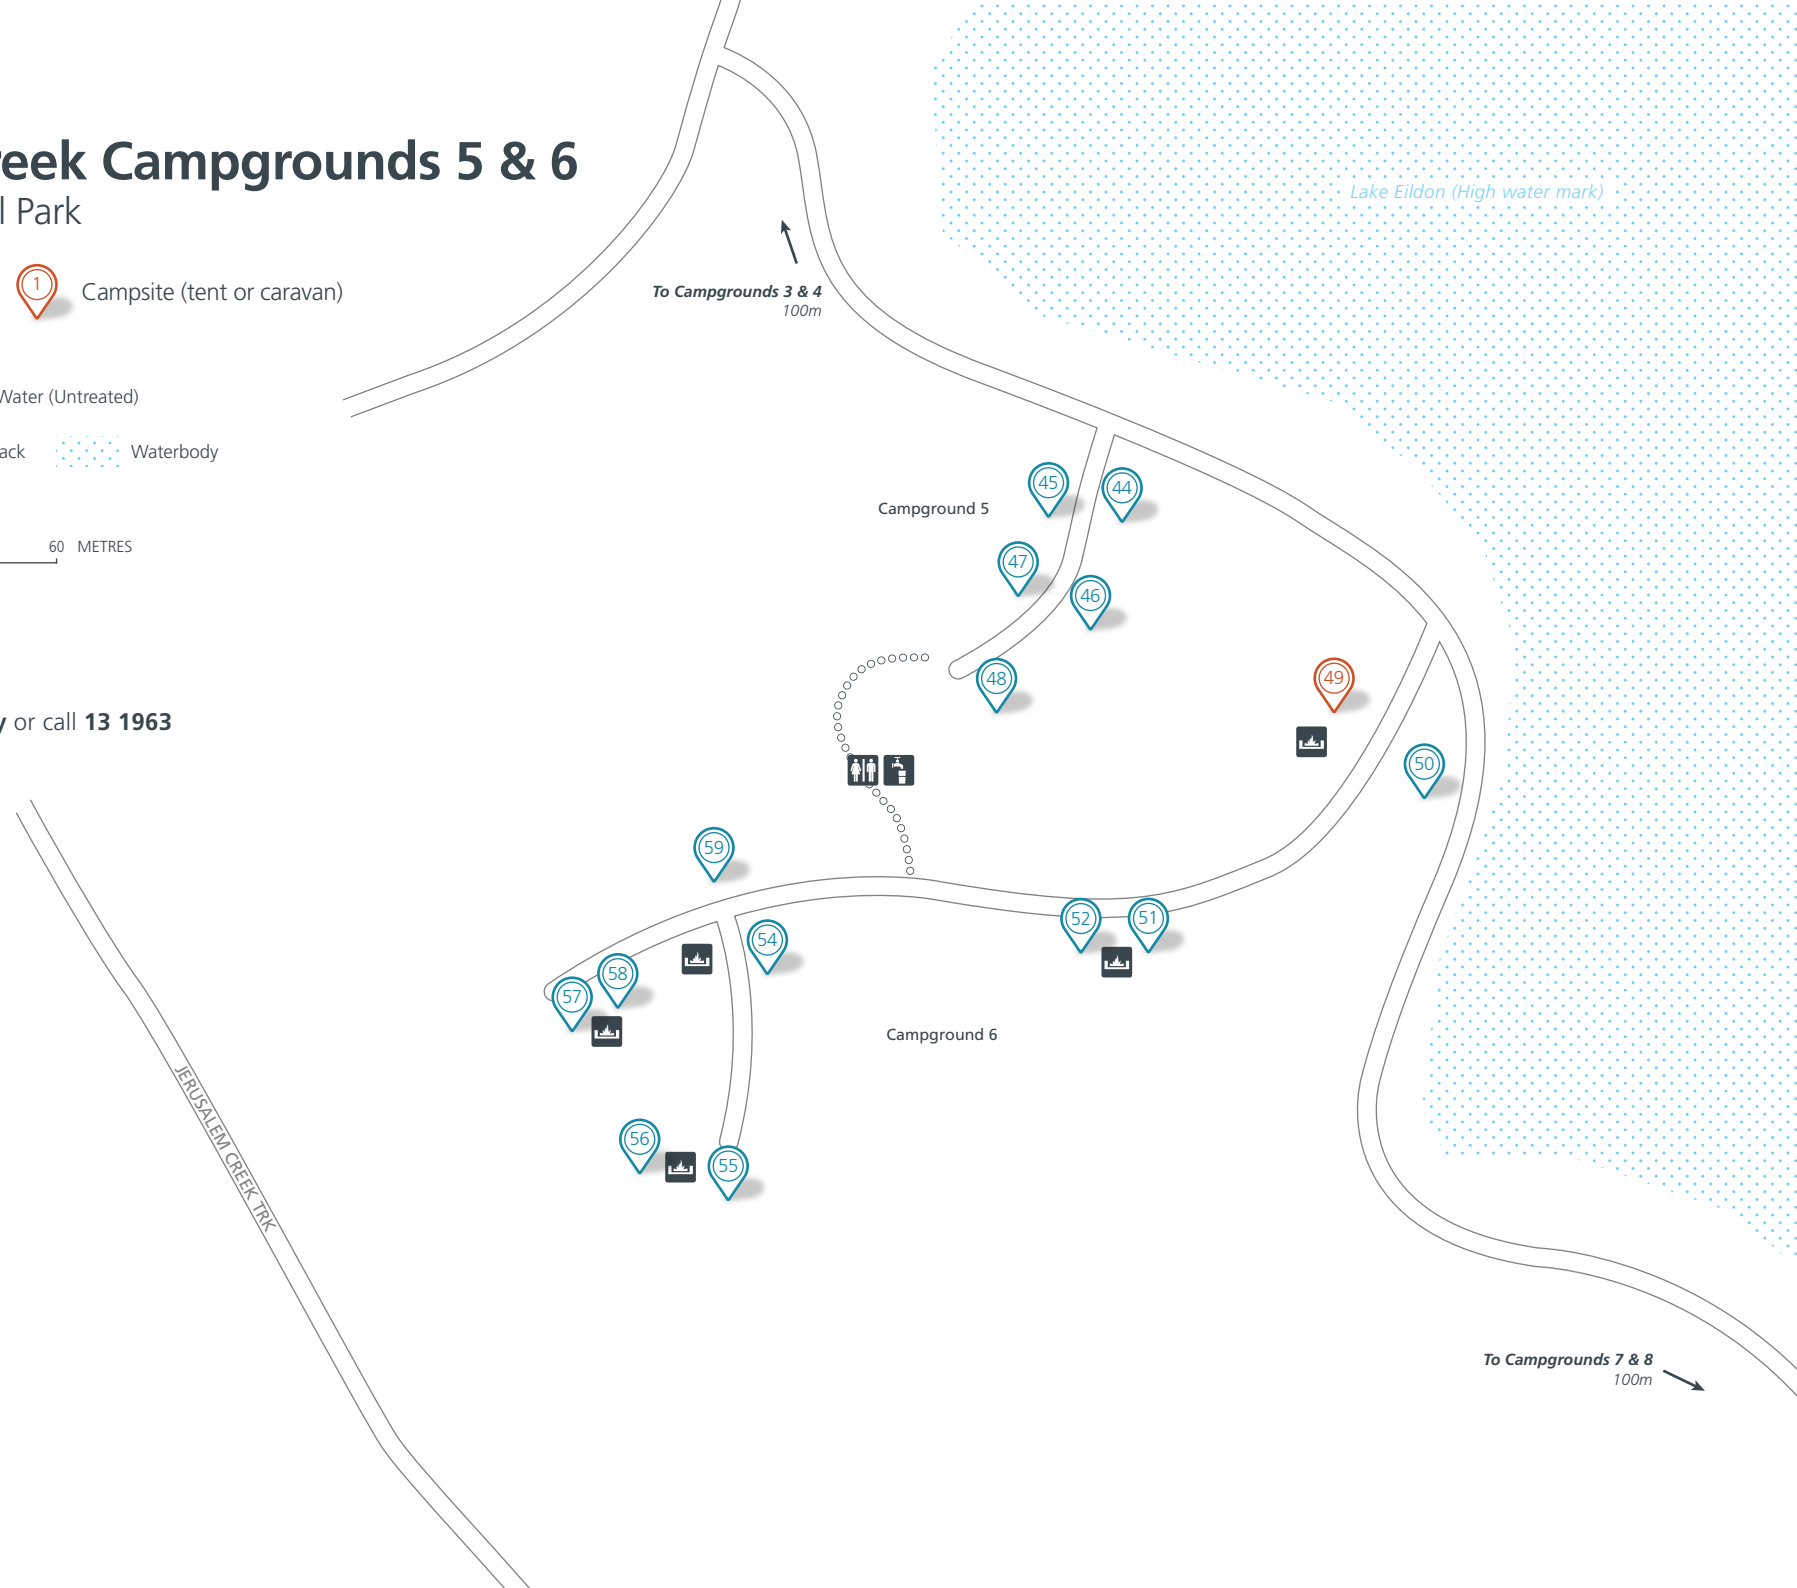 reek Campgrounds 5 & 6
l Park
1
Campsite (tent or caravan)
Water (Untreated)
ack
Waterbody
60 METRES
y or call 13 1963
Lake Eildon (High water mark)
To Campgrounds 3 & 4
100m
Campground 5
45
44
47
46
48
49
50
59
52
51
54
58
57
Campground 6
56
55
JERUSALEM CREEK TRK
To Campgrounds 7 & 8
100m